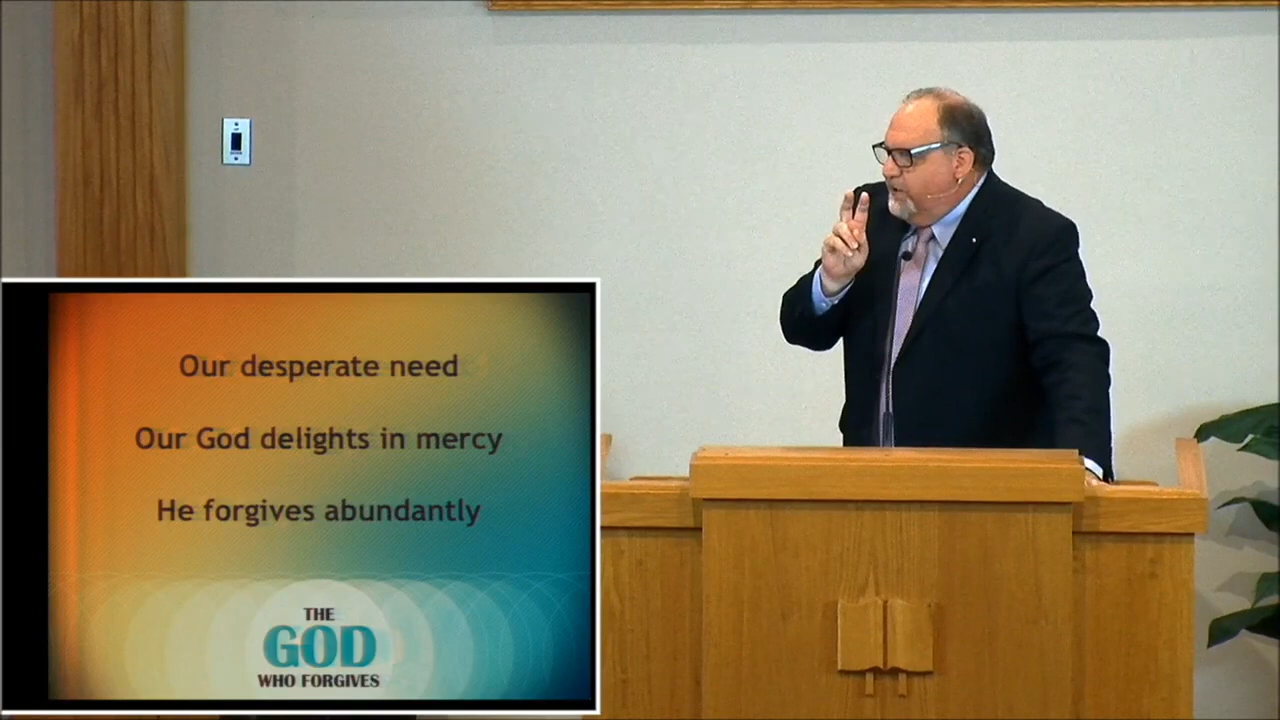 Our desperate need
Our God delights in mercy
He forgives abundantly
THE
GOD
WHO FORGIVES